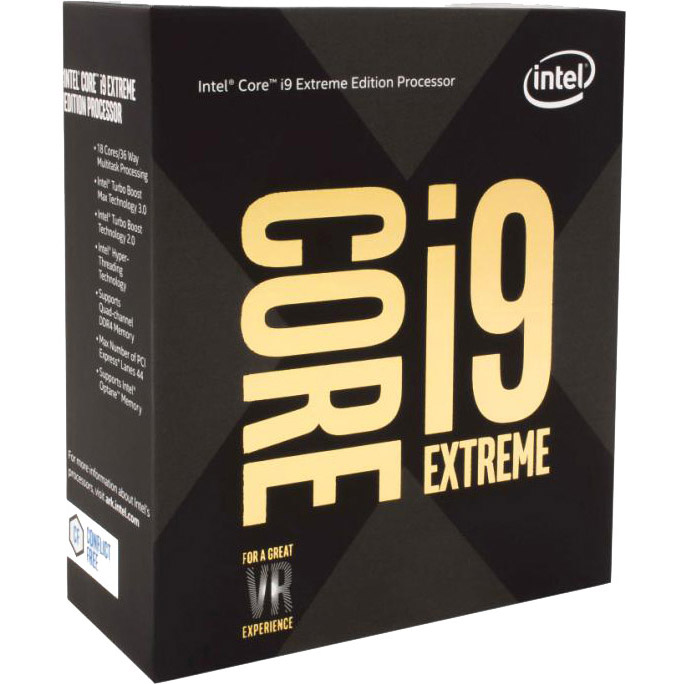 INTEL® CORE™ i9 EXTREME
EDITION PROCESSOR
• 18 Cores/36 Way
Multitask Processing
• Intel® Turbo Boost
Max Technology 3.0
• Intel® Turbo Boost
Technology 2.0
• Intel® Hyper-
Threading
Technology
• Supports
Quad-channel
DDR4 Memory
• Max Number of PCI
Express® Lanes 44
• Supports Intel®
Optane™ Memory
For more information about Intel's
processors, visit ark.intel.com
CF
CONFLICT
FREE
Intel® Core™ i9 Extreme Edition Processor
intel
CORE
i9
EXTREME
FOR A GREAT
VR
EXPERIENCE